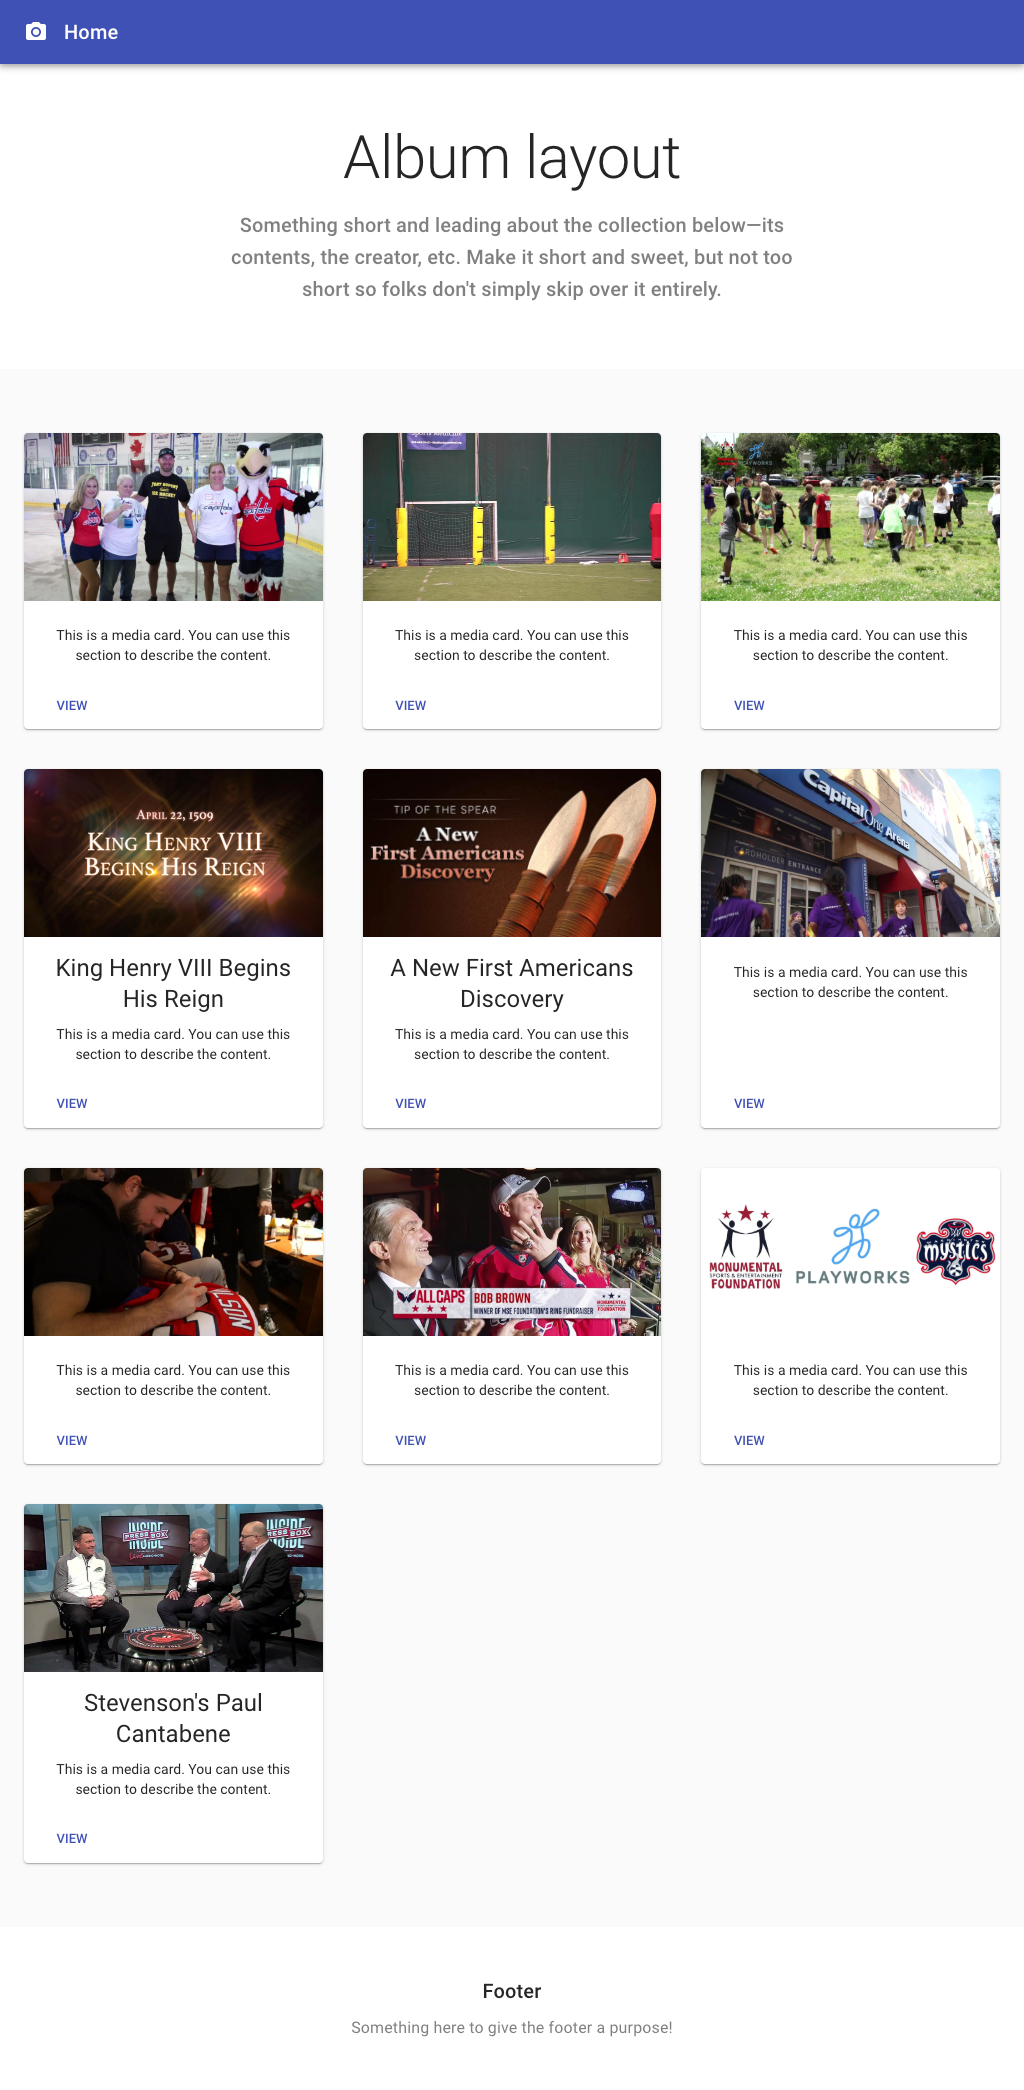 Home
Album layout
Something short and leading about the collection below—its
contents, the creator, etc. Make it short and sweet, but not too
short so folks don't simply skip over it entirely.
This is a media card. You can use this
section to describe the content.
VIEW
This is a media card. You can use this
section to describe the content.
VIEW
PLAYWORKS
This is a media card. You can use this
section to describe the content.
VIEW
April 22, 1509
King Henry VIII
Begins His Reign
King Henry VIII Begins
His Reign
This is a media card. You can use this
section to describe the content.
VIEW
TIP OF THE SPEAR
A New
First Americans
Discovery
A New First Americans
Discovery
This is a media card. You can use this
section to describe the content.
VIEW
Capital One Arena
CARDHOLDER ENTRANCE
This is a media card. You can use this
section to describe the content.
VIEW
This is a media card. You can use this
section to describe the content.
VIEW
ALL CAPS
BOB BROWN
WINNER OF MSE FOUNDATION'S RING FUNDRAISER
MONUMENTAL
FOUNDATION
This is a media card. You can use this
section to describe the content.
VIEW
MONUMENTAL
SPORTS & ENTERTAINMENT
FOUNDATION
PLAYWORKS
mystics
This is a media card. You can use this
section to describe the content.
VIEW
INSIDE
PRESS BOX
INSIDE
PRESS BOX
Stevenson's Paul
Cantabene
This is a media card. You can use this
section to describe the content.
VIEW
Footer
Something here to give the footer a purpose!